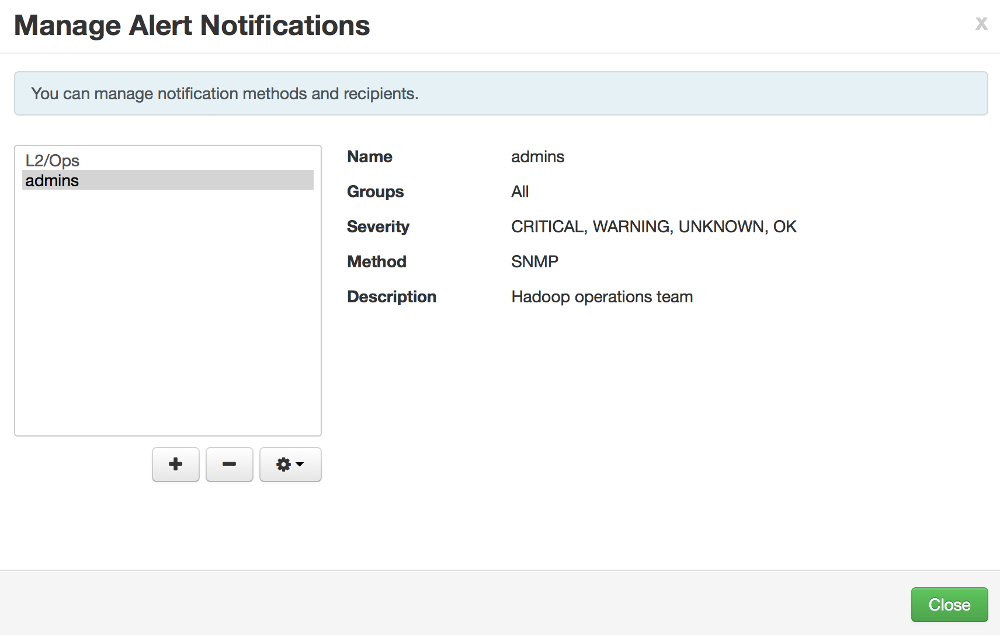 Manage Alert Notifications
x
You can manage notification methods and recipients.
L2/Ops
admins
Name admins
Groups All
Severity CRITICAL, WARNING, UNKNOWN, OK
Method SNMP
Description Hadoop operations team
Close